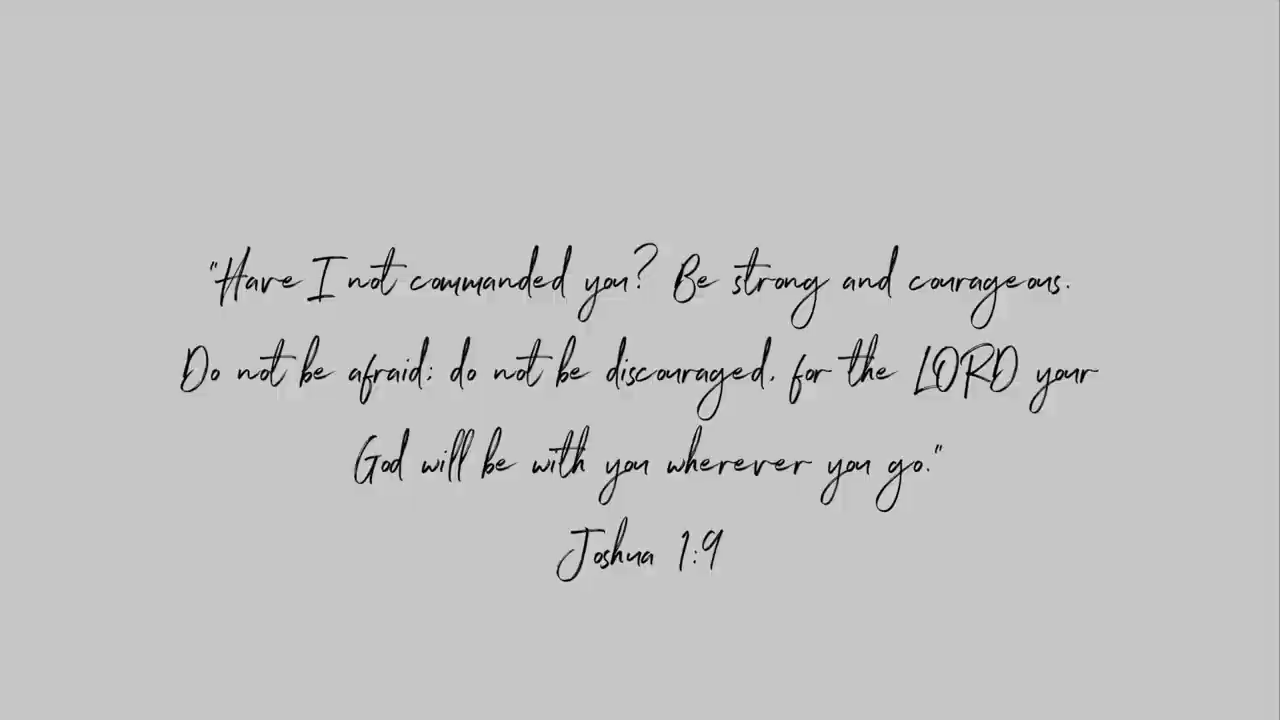 "Have I not commanded you? Be strong and courageous.
Do not be afraid; do not be discouraged, for the LORD your
God will be with you wherever you go."
Joshua 1:9